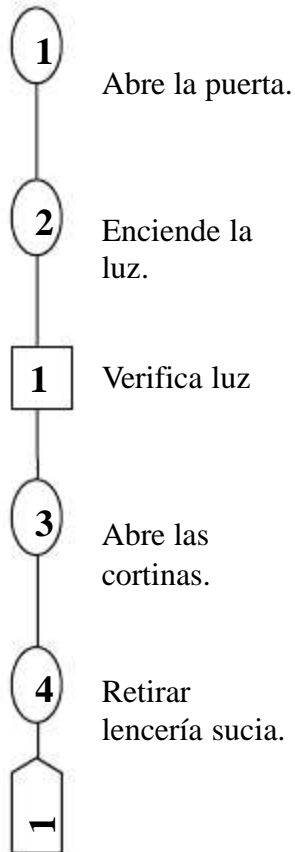 1
Abre la puerta.
2
Enciende la
luz.
1
Verifica luz
3
Abre las
cortinas.
4
Retirar
lencería sucia.
1